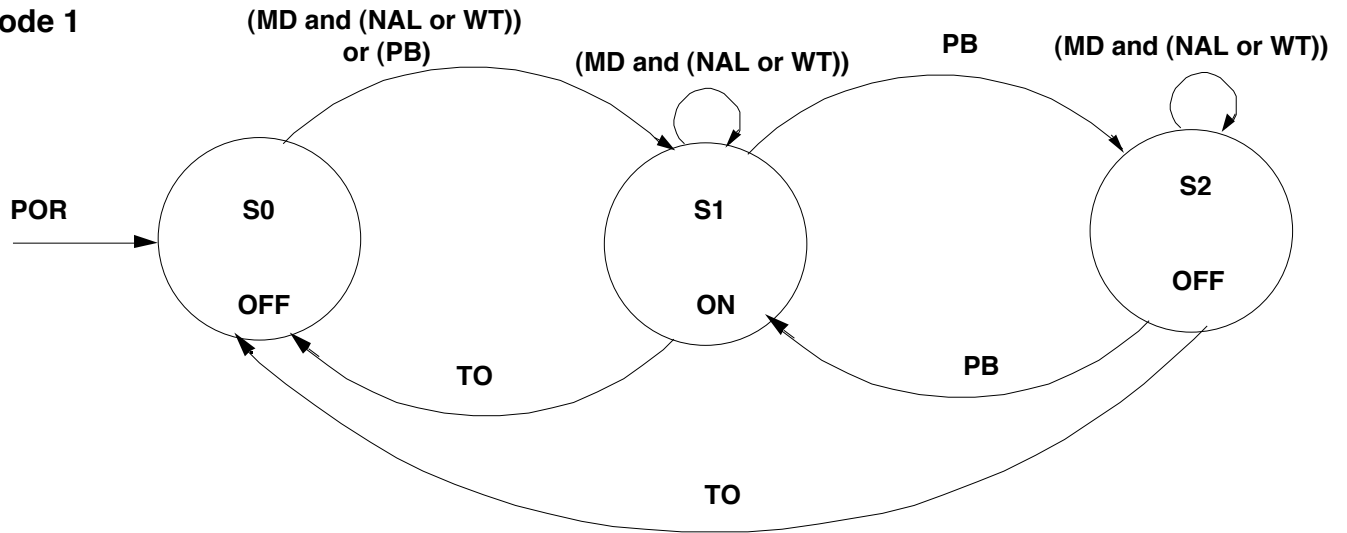 ode 1
(MD and (NAL or WT))
or (PB)
(MD and (NAL or WT))
PB
(MD and (NAL or WT))
POR
S0
OFF
S1
ON
S2
OFF
TO
PB
TO